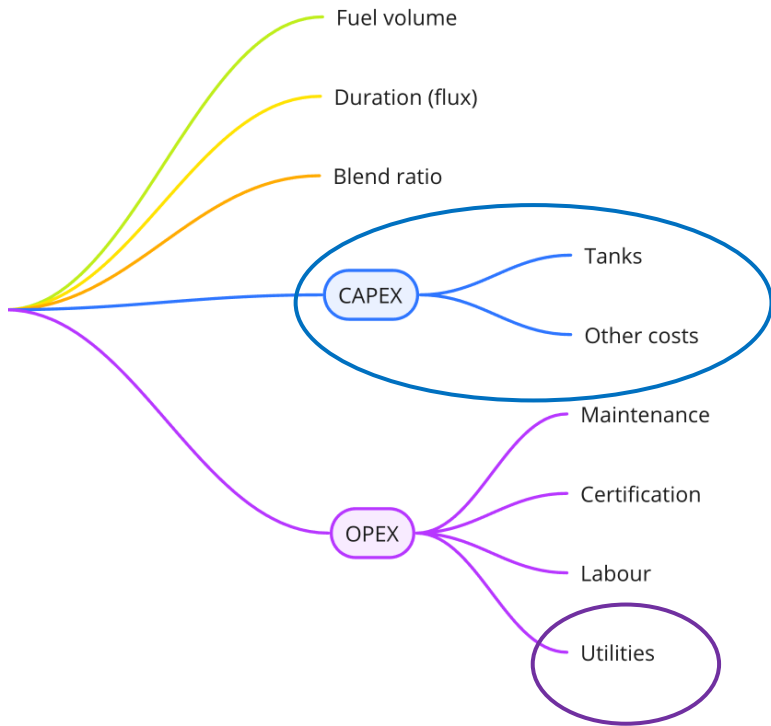 Fuel volume
Duration (flux)
Blend ratio
CAPEX
Tanks
Other costs
OPEX
Maintenance
Certification
Labour
Utilities